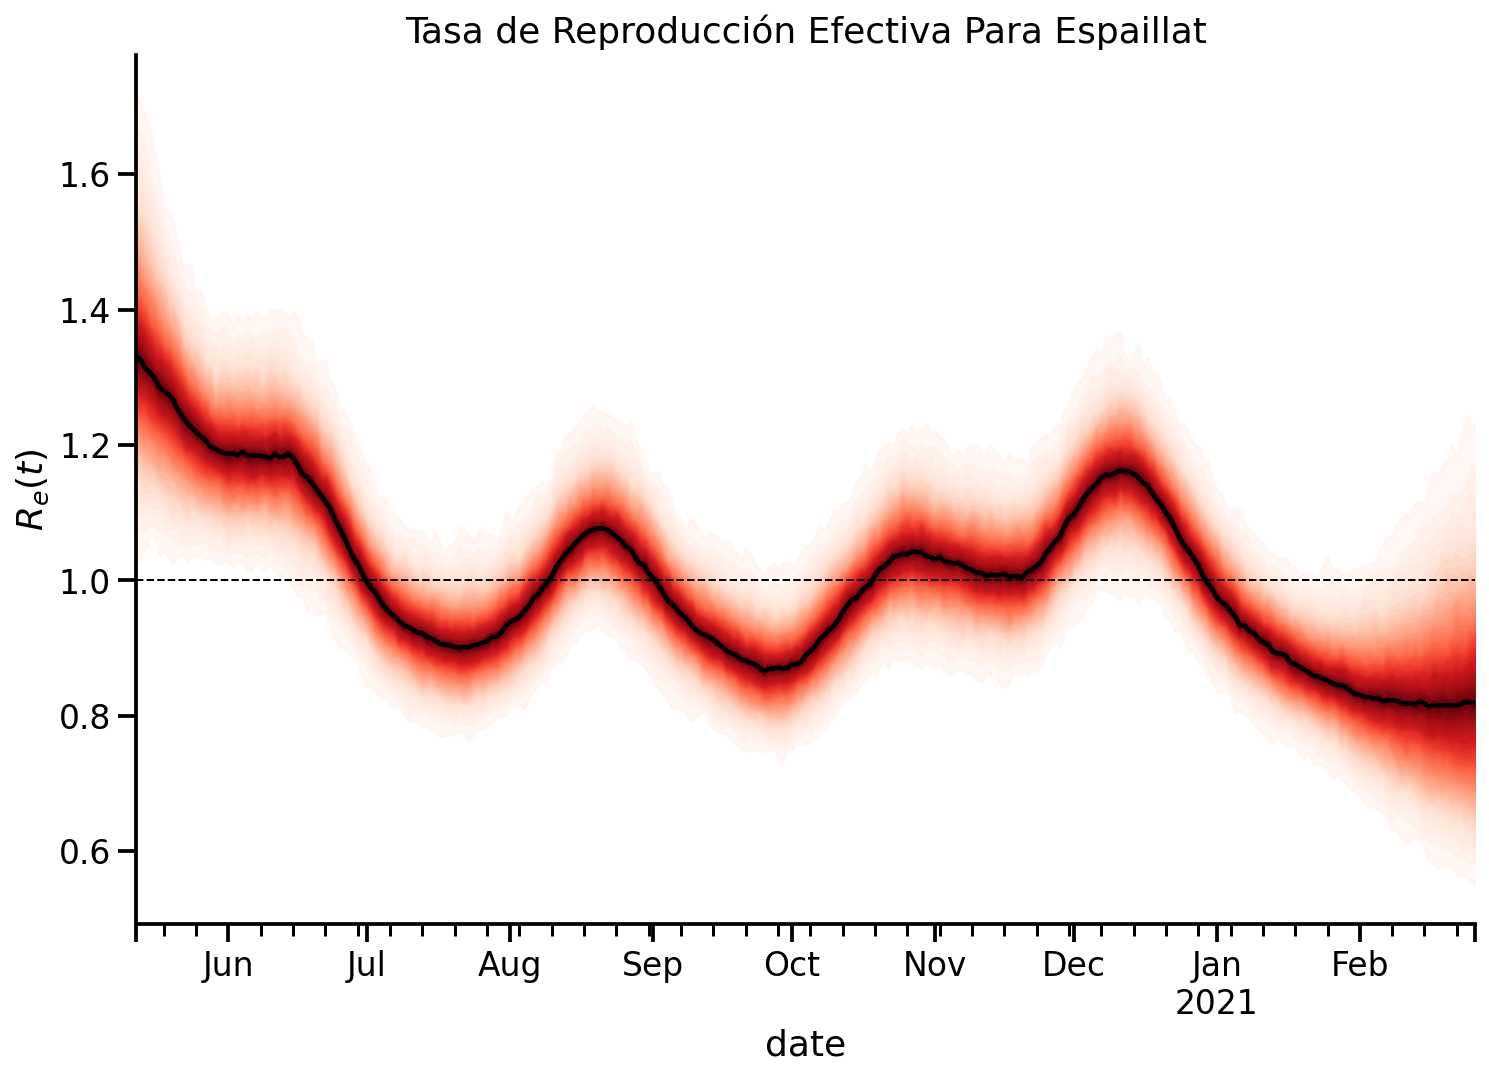 Tasa de Reproducción Efectiva Para Espaillat
1.6
1.4
1.2
1.0
0.8
0.6
Rₑ(t)
Jun Jul Aug Sep Oct Nov Dec Jan Feb
2021
date